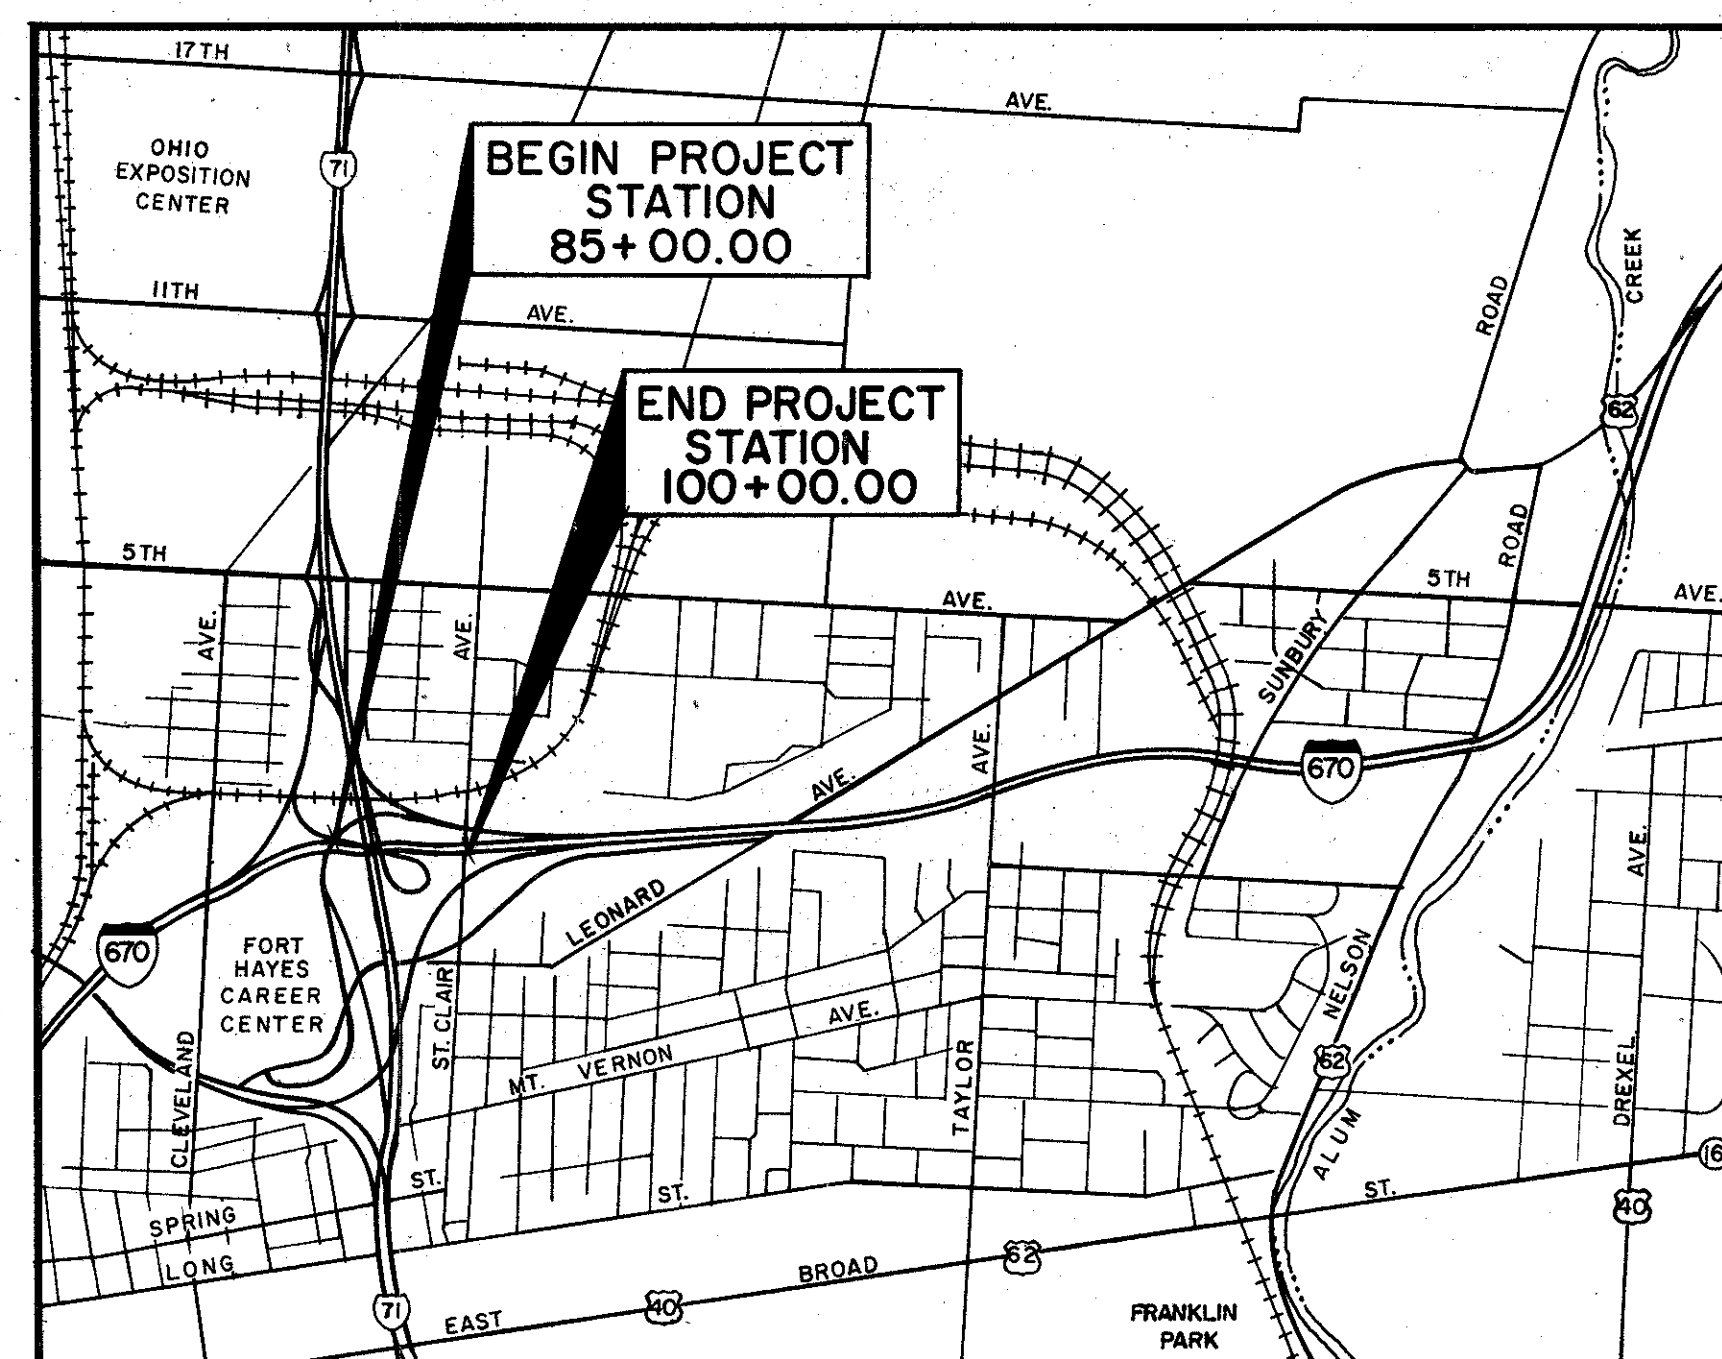 17TH
AVE.
OHIO
EXPOSITION
CENTER
71
BEGIN PROJECT
STATION
85+00.00
11TH
AVE.
ROAD
CREEK
62
END PROJECT
STATION
100+00.00
5TH
AVE.
ROAD
5TH
AVE.
AVE.
AVE.
SUNBURY
AVE.
AVE.
670
AVE.
LEONARD
670
FORT
HAYES
CAREER
CENTER
ST. CLAIR
CLEVELAND
MT. VERNON
AVE.
TAYLOR
NELSON
62
DREXEL
ALUM
16
ST.
ST.
ST.
SPRING
LONG
40
BROAD
62
71
EAST
40
FRANKLIN
PARK